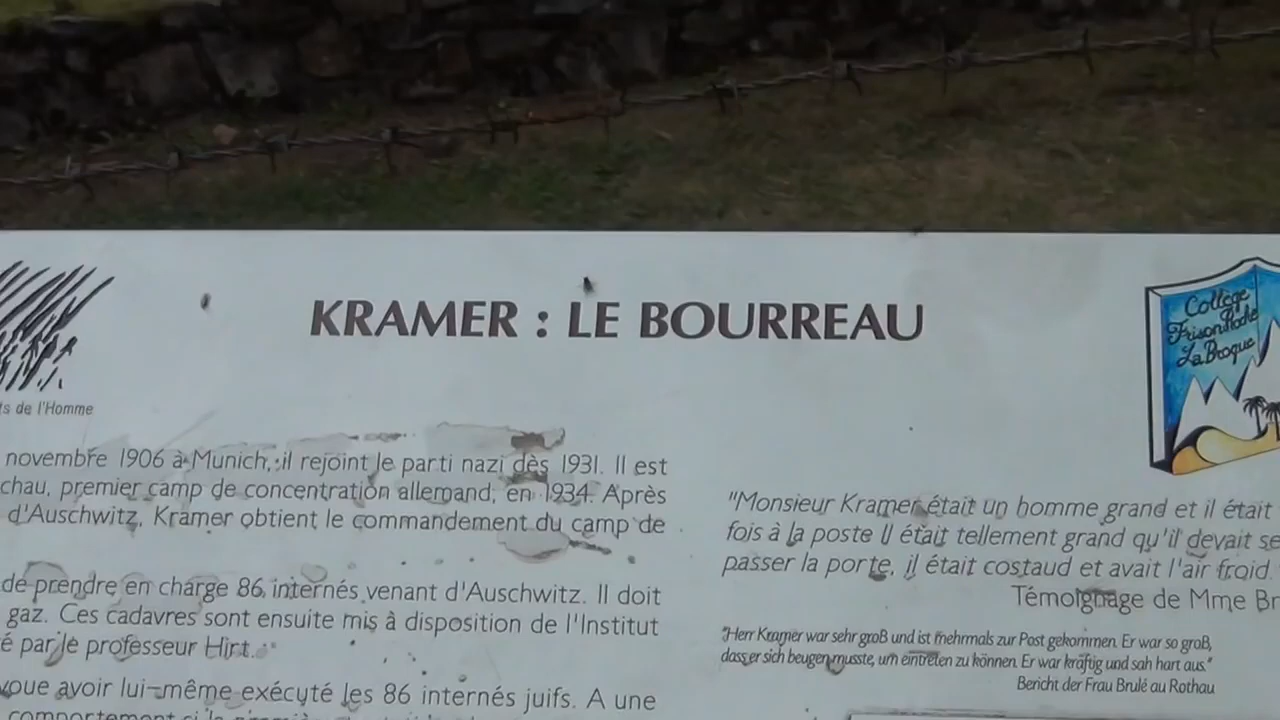 KRAMER : LE BOURREAU
Collège
Frison Roche
La Broque
ts de l'Homme
novembre 1906 à Munich, il rejoint le parti nazi dès 1931. Il est
chau, premier camp de concentration allemand, en 1934. Après
d'Auschwitz, Kramer obtient le commandement du camp de
de prendre en charge 86 internés venant d'Auschwitz. Il doit
gaz. Ces cadavres sont ensuite mis à disposition de l'Institut
é par le professeur Hirt.
voue avoir lui-même exécuté les 86 internés juifs. A une
comportement si la première
"Monsieur Kramer était un bomme grand et il était
fois à la poste Il était tellement grand qu'il devait se
passer la porte, il était costaud et avait l'air froid.
Témoignage de Mme Br
"Herr Kramer war sehr groß und ist mehrmals zur Post gekommen. Er war so groß,
dass er sich beugen musste, um eintreten zu können. Er war kräftig und sah hart aus."
Bericht der Frau Brulé au Rothau